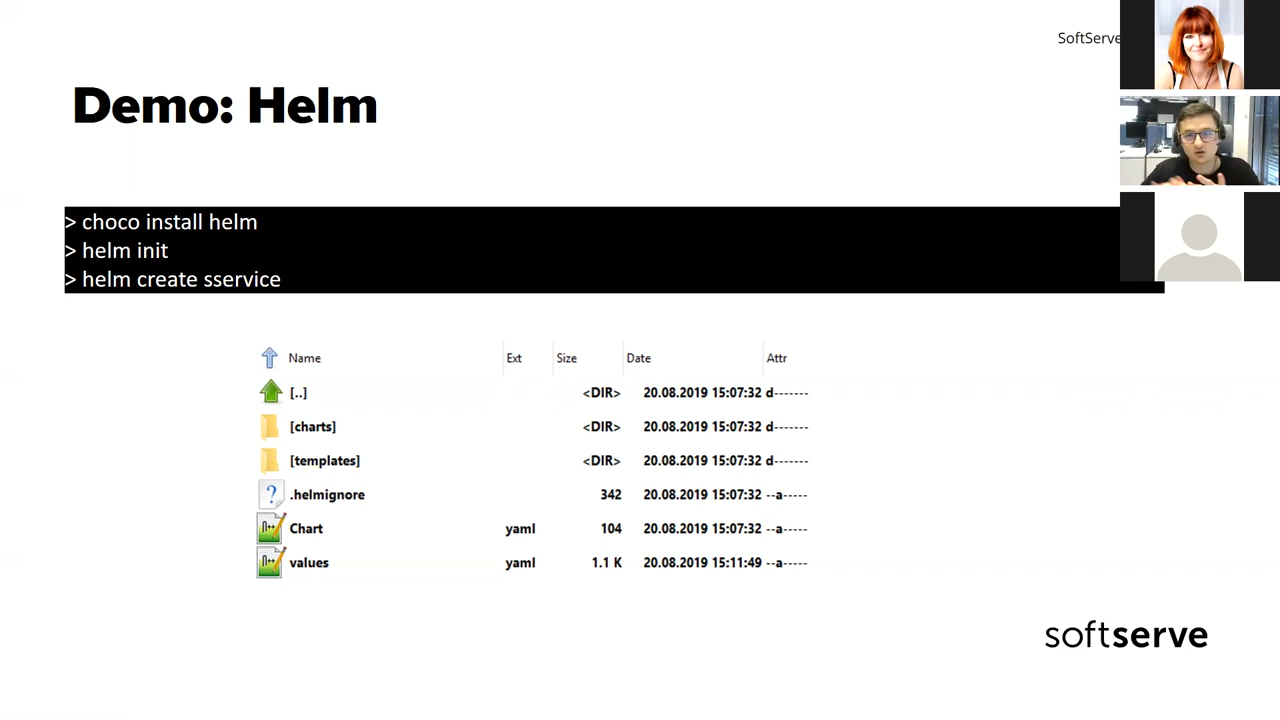 SoftServe
Demo: Helm
> choco install helm
> helm init
> helm create sservice
Name Ext Size Date Attr
[..] <DIR> 20.08.2019 15:07:32 d-------
[charts] <DIR> 20.08.2019 15:07:32 d-------
[templates] <DIR> 20.08.2019 15:07:32 d-------
.helmignore 342 20.08.2019 15:07:32 --a-----
Chart yaml 104 20.08.2019 15:07:32 --a-----
values yaml 1.1 K 20.08.2019 15:11:49 --a-----
softserve